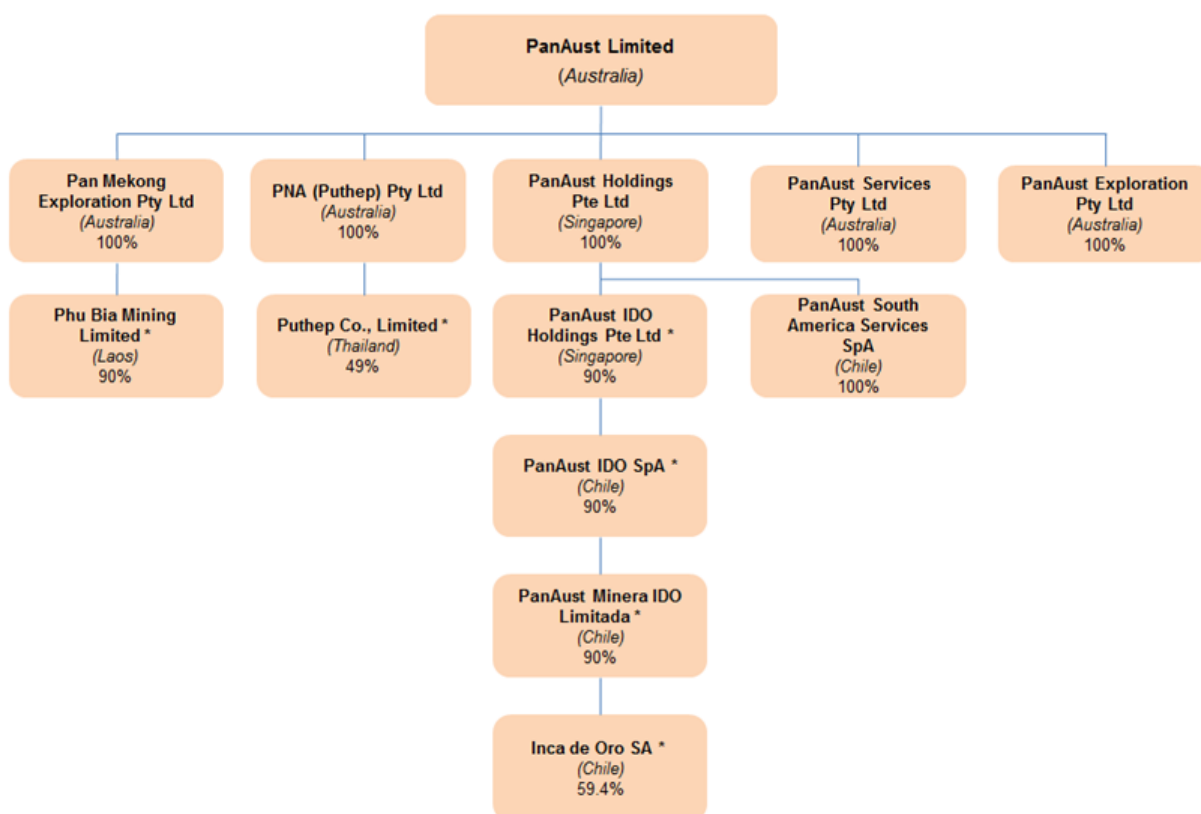 PanAust Limited
(Australia)
Pan Mekong
Exploration Pty Ltd
(Australia)
100%
PNA (Puthep) Pty Ltd
(Australia)
100%
PanAust Holdings
Pte Ltd
(Singapore)
100%
PanAust Services
Pty Ltd
(Australia)
100%
PanAust Exploration
Pty Ltd
(Australia)
100%
Phu Bia Mining
Limited *
(Laos)
90%
Puthep Co., Limited *
(Thailand)
49%
PanAust IDO
Holdings Pte Ltd *
(Singapore)
90%
PanAust South
America Services
SpA
(Chile)
100%
PanAust IDO SpA *
(Chile)
90%
PanAust Minera IDO
Limitada *
(Chile)
90%
Inca de Oro SA *
(Chile)
59.4%